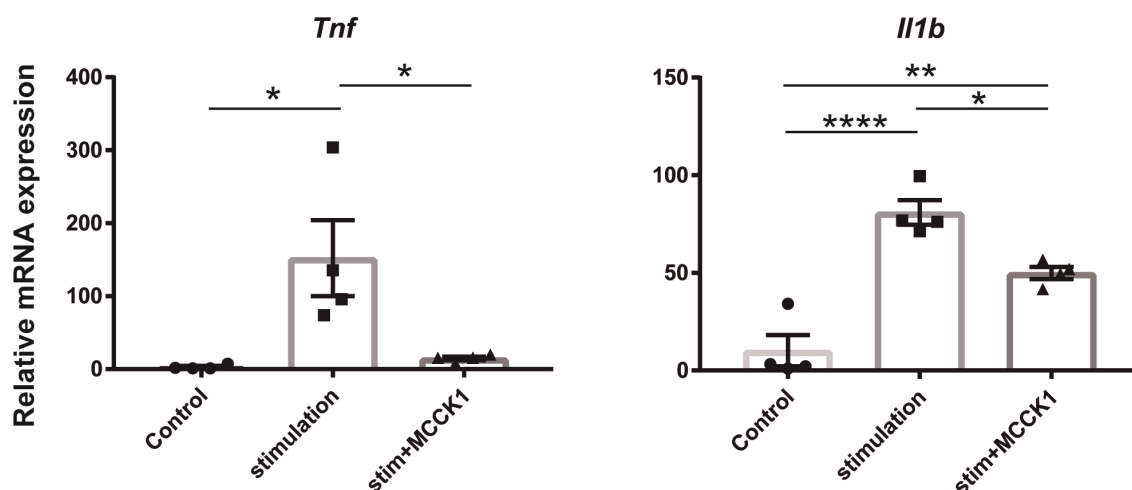 Tnf
Relative mRNA expression
400
300
200
100
0
*
*
Control
stimulation
stim+MCCK1
Il1b
150
100
50
0
**
*
****
Control
stimulation
stim+MCCK1